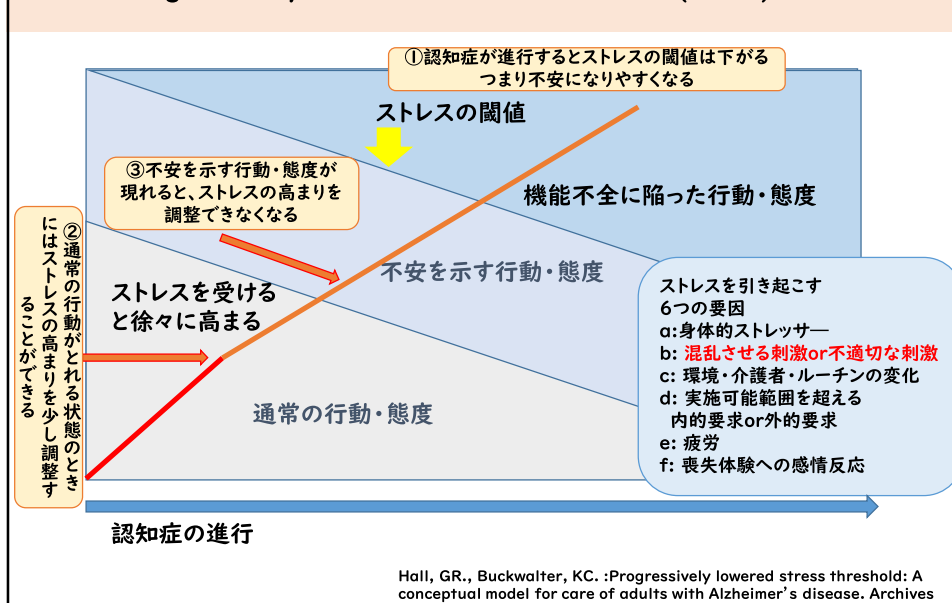 ①認知症が進行するとストレスの閾値は下がる
つまり不安になりやすくなる
ストレスの閾値
③不安を示す行動・態度が
現れると、ストレスの高まりを
調整できなくなる
機能不全に陥った行動・態度
②通常の行動がとれる状態のとき
にはストレスの高まりを少し調整す
ることができる
不安を示す行動・態度
ストレスを受ける
と徐々に高まる
通常の行動・態度
ストレスを引き起こす
6つの要因
a:身体的ストレッサ―
b: 混乱させる刺激or不適切な刺激
c: 環境・介護者・ルーチンの変化
d: 実施可能範囲を超える
内的要求or外的要求
e: 疲労
f: 喪失体験への感情反応
認知症の進行
Hall, GR., Buckwalter, KC. :Progressively lowered stress threshold: A
conceptual model for care of adults with Alzheimer's disease. Archives